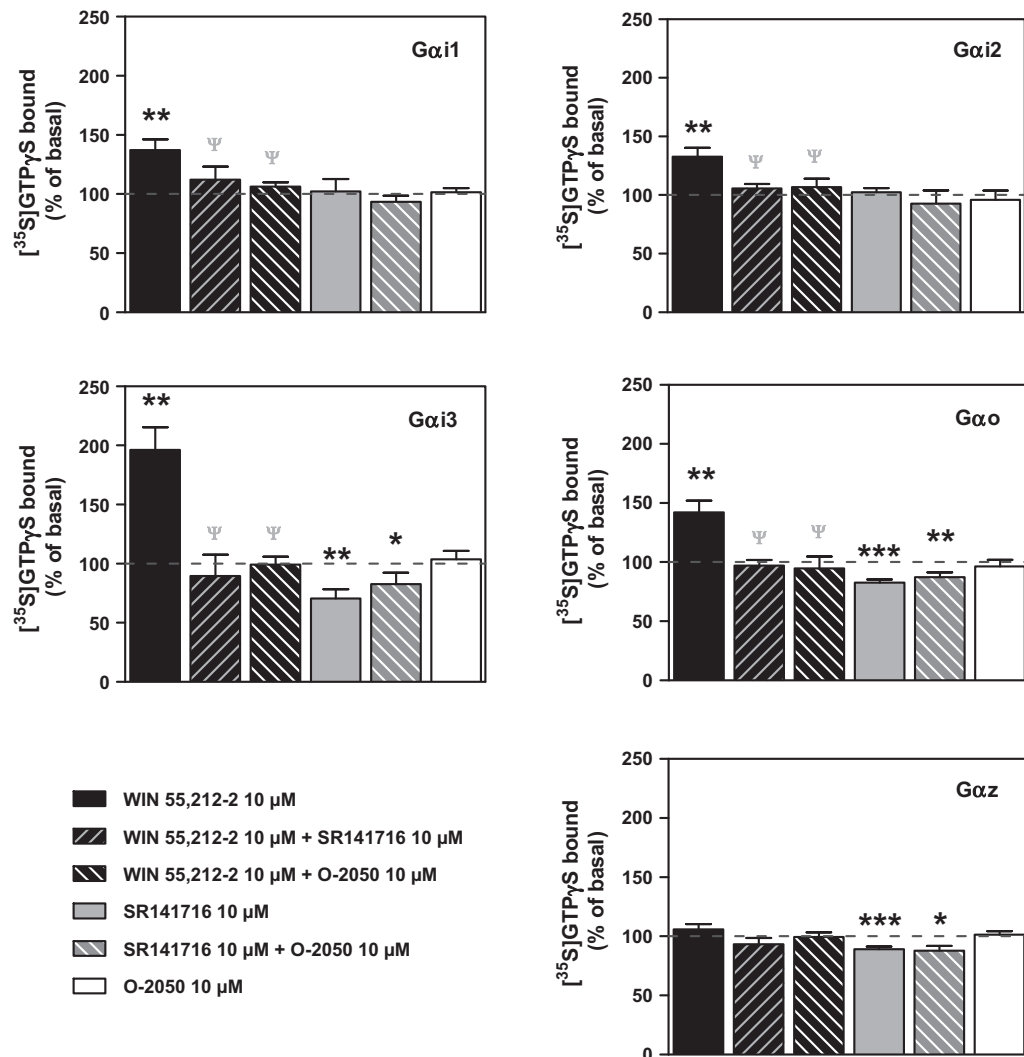 250
200
150
100
50
0
[³⁵S]GTPγS bound
(% of basal)
Gαi1
**
Ψ
Ψ
250
200
150
100
50
0
[³⁵S]GTPγS bound
(% of basal)
Gαi2
**
Ψ
Ψ
250
200
150
100
50
0
[³⁵S]GTPγS bound
(% of basal)
Gαi3
**
Ψ
Ψ
**
*
250
200
150
100
50
0
[³⁵S]GTPγS bound
(% of basal)
Gαo
**
Ψ
Ψ
***
**
WIN 55,212-2 10 µM
WIN 55,212-2 10 µM + SR141716 10 µM
WIN 55,212-2 10 µM + O-2050 10 µM
SR141716 10 µM
SR141716 10 µM + O-2050 10 µM
O-2050 10 µM
250
200
150
100
50
0
[³⁵S]GTPγS bound
(% of basal)
Gαz
***
*